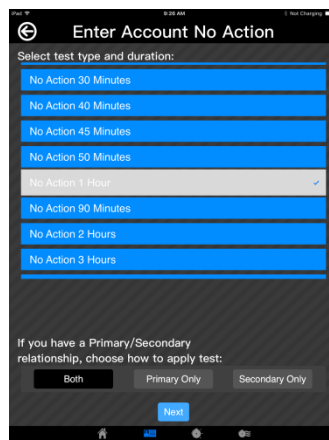 iPad
8:26 AM
Not Charging
Enter Account No Action
Select test type and duration:
No Action 30 Minutes
No Action 40 Minutes
No Action 45 Minutes
No Action 50 Minutes
No Action 1 Hour
No Action 90 Minutes
No Action 2 Hours
No Action 3 Hours
If you have a Primary/Secondary
relationship, choose how to apply test:
Both Primary Only Secondary Only
Next